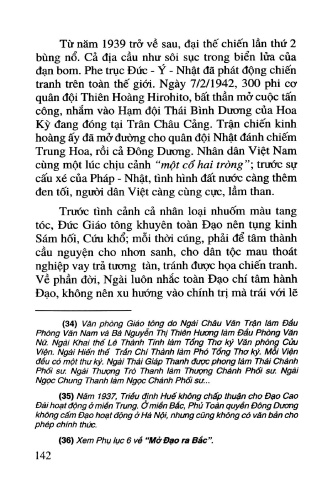 Từ năm 1939 trở về sau, đại thế chiến lần thứ 2
bùng nổ. Cả địa cầu như sôi sục trong biển lửa của
đạn bom. Phe trục Đức - Ý - Nhật đã phát động chiến
tranh trên toàn thế giới. Ngày 7/2/1942, 300 phi cơ
quân đội Thiên Hoàng Hirohito, bất thần mở cuộc tấn
công, nhắm vào Hạm đội Thái Bình Dương của Hoa
Kỳ đang đóng tại Trân Châu Cảng. Trận chiến kinh
hoàng ấy đã mở đường cho quân đội Nhật đánh chiếm
Trung Hoa, rồi cả Đông Dương. Nhân dân Việt Nam
cùng một lúc chịu cảnh “một cổ hai tròng”; trước sự
cấu xé của Pháp - Nhật, tình hình đất nước càng thêm
đen tối, người dân Việt càng cùng cực, lầm than.
Trước tình cảnh cả nhân loại nhuốm màu tang
tóc, Đức Giáo tông khuyên toàn Đạo nên tụng kinh
Sám hối, Cứu khổ; mỗi thời cúng, phải để tâm thành
cầu nguyện cho nhơn sanh, cho dân tộc mau thoát
nghiệp vay trả tương tàn, tránh được họa chiến tranh.
Về phần đời, Ngài luôn nhắc toàn Đạo chí tâm hành
Đạo, không nên xu hướng vào chính trị mà trái với lẽ
(34) Văn phòng Giáo tông do Ngài Châu Văn Trận làm Đầu
Phòng Văn Nam và Bà Nguyễn Thị Thiên Hương làm Đầu Phòng Văn
Nữ. Ngài Khai thế Lê Thành Tính làm Tổng Thơ ký Văn phòng Cửu
Viện. Ngài Hiến thế Trần Chí Thành làm Phó Tổng Thơ ký. Mỗi Viện
đều có một thư ký. Ngài Thái Giáp Thanh được phong làm Thái Chánh
Phối sư. Ngài Thượng Trò Thanh làm Thượng Chánh Phối sư. Ngài
Ngọc Chung Thanh làm Ngọc Chánh Phối sư...
(35) Năm 1937, Triều đình Huế không chấp thuận cho Đạo Cao
Đài hoạt động ở miền Trung. Ở miền Bắc, Phủ Toàn quyền Đông Dương
không cấm Đạo hoạt động ở Hà Nội, nhưng cũng không có văn bản cho
phép chính thức.
(36) Xem Phụ lục 6 về “Mở Đạo ra Bắc”.
142